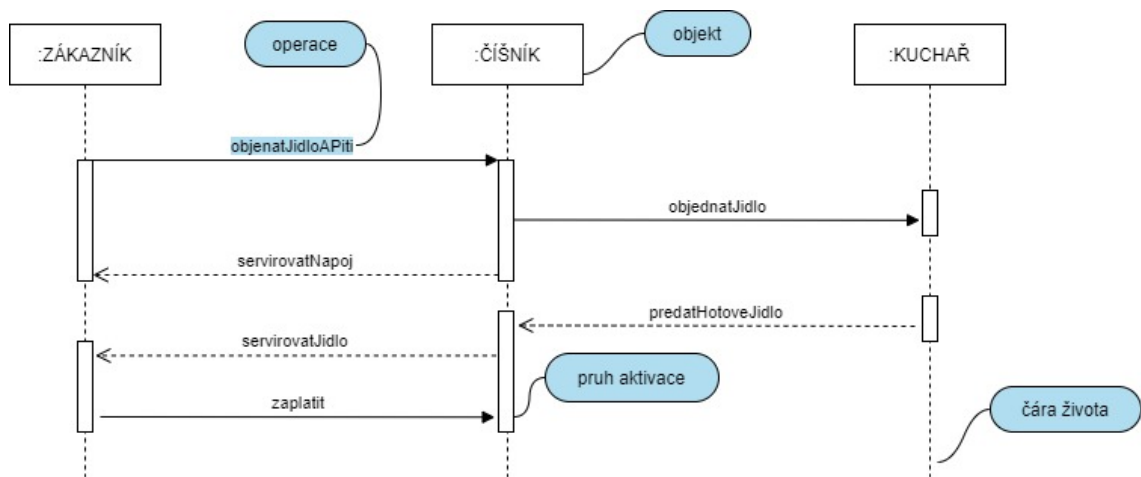 :ZÁKAZNÍK
operace
:ČÍŠNÍK
objekt
:KUCHAŘ
objenatJidloAPiti
objednatJidlo
servirovatNapoj
predatHotoveJidlo
servirovatJidlo
pruh aktivace
zaplatit
čára života